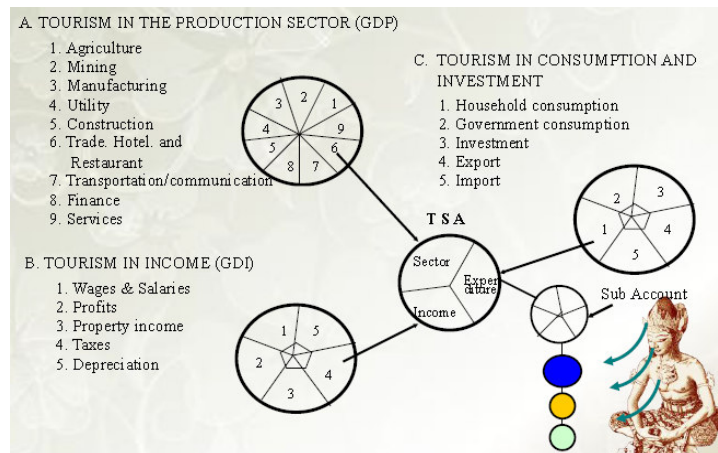 A. TOURISM IN THE PRODUCTION SECTOR (GDP)
1. Agriculture
2. Mining
3. Manufacturing
4. Utility
5. Construction
6. Trade. Hotel. and
Restaurant
7. Transportation/communication
8. Finance
9. Services
3
2
1
4
9
5
6
8
7
C. TOURISM IN CONSUMPTION AND
INVESTMENT
1. Household consumption
2. Government consumption
3. Investment
4. Export
5. Import
2
3
1
4
5
T S A
Sector
Expen
diture
Income
B. TOURISM IN INCOME (GDI)
1. Wages & Salaries
2. Profits
3. Property income
4. Taxes
5. Depreciation
1
5
2
4
3
Sub Account